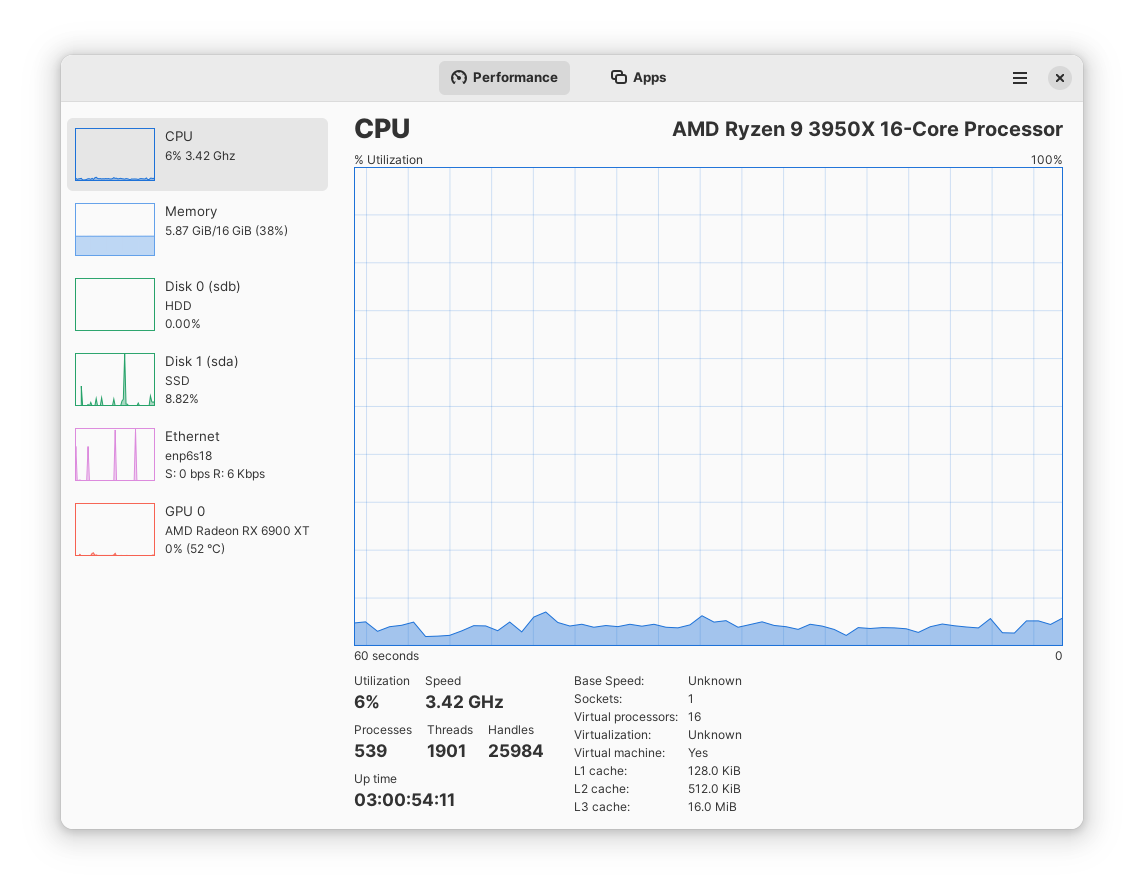 Performance
Apps
CPU
6% 3.42 Ghz
Memory
5.87 GiB/16 GiB (38%)
Disk 0 (sdb)
HDD
0.00%
Disk 1 (sda)
SSD
8.82%
Ethernet
enp6s18
S: 0 bps R: 6 Kbps
GPU 0
AMD Radeon RX 6900 XT
0% (52 °C)
CPU AMD Ryzen 9 3950X 16-Core Processor
% Utilization 100%
60 seconds 0
Utilization Speed
6% 3.42 GHz
Processes Threads Handles
539 1901 25984
Up time
03:00:54:11
Base Speed: Unknown
Sockets: 1
Virtual processors: 16
Virtualization: Unknown
Virtual machine: Yes
L1 cache: 128.0 KiB
L2 cache: 512.0 KiB
L3 cache: 16.0 MiB